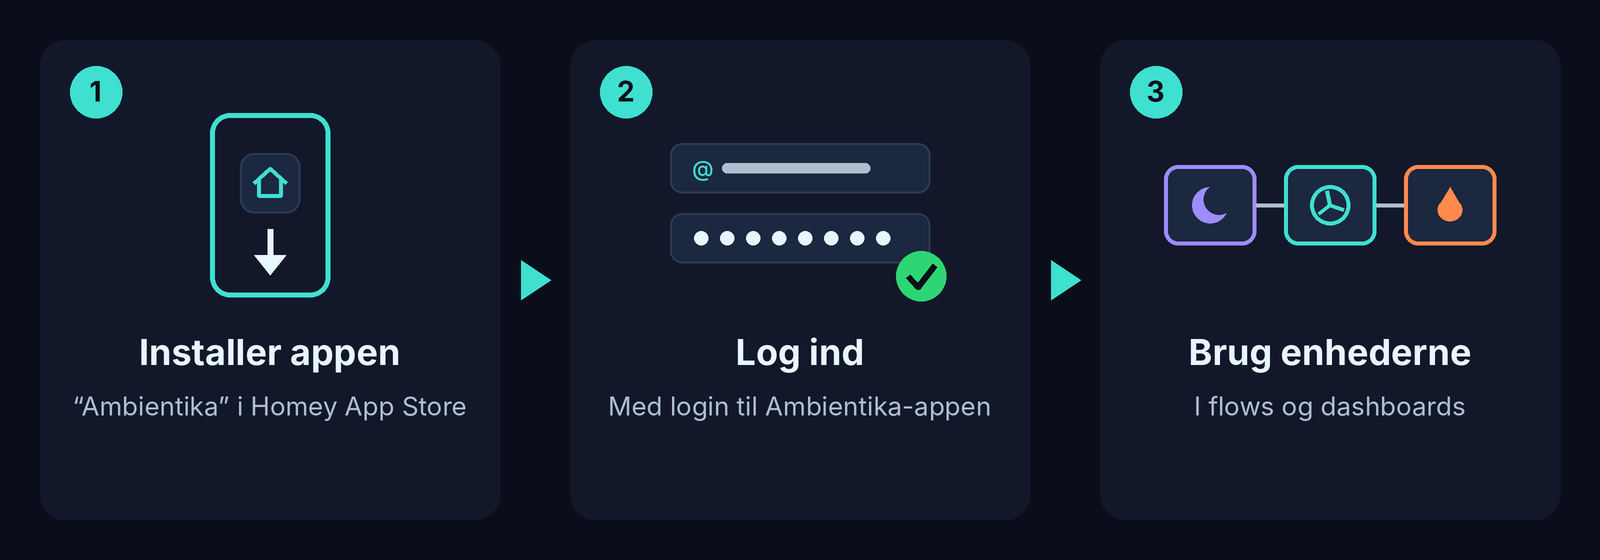 1
Installer appen
“Ambientika” i Homey App Store
2
@
Log ind
Med login til Ambientika-appen
3
Brug enhederne
I flows og dashboards